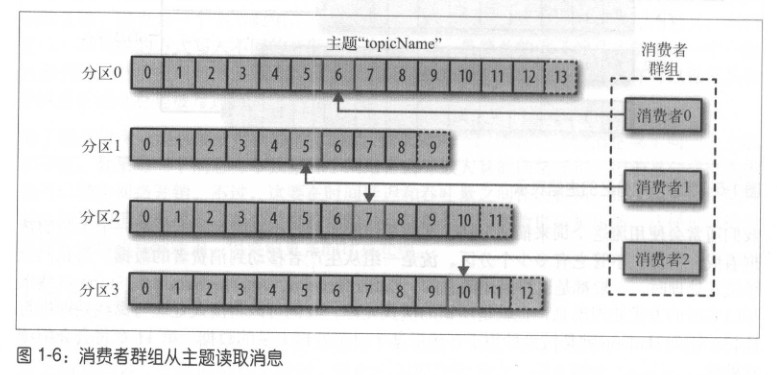 主题“topicName”
消费者
群组
分区0 0 1 2 3 4 5 6 7 8 9 10 11 12 13
消费者0
分区1 0 1 2 3 4 5 6 7 8 9
消费者1
分区2 0 1 2 3 4 5 6 7 8 9 10 11
消费者2
分区3 0 1 2 3 4 5 6 7 8 9 10 11 12
图 1-6：消费者群组从主题读取消息